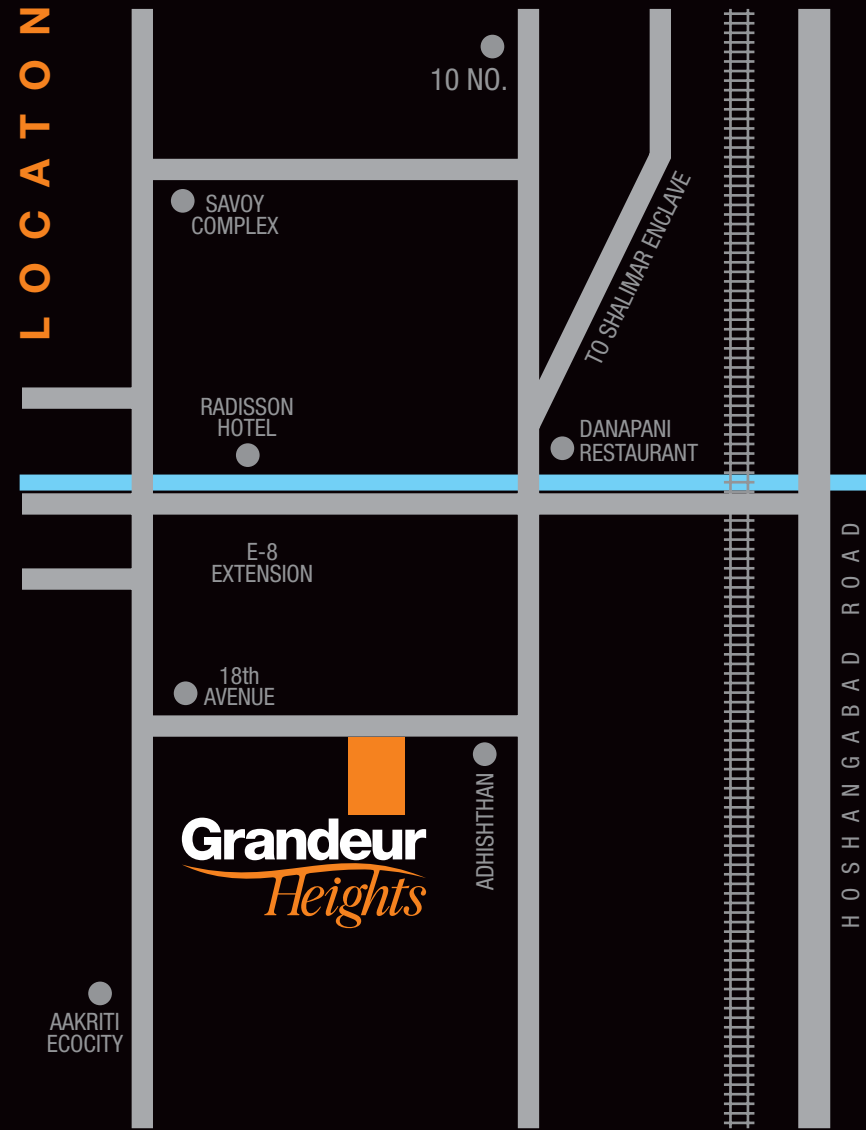 LOCATON
10 NO.
SAVOY
COMPLEX
TO SHALIMAR ENCLAVE
RADISSON
HOTEL
DANAPANI
RESTAURANT
E-8
EXTENSION
HOSHANGABAD ROAD
18th
AVENUE
ADHISHTHAN
Grandeur
Heights
AAKRITI
ECOCITY